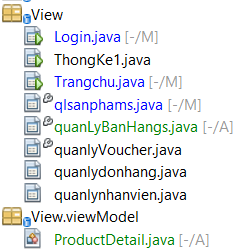 View
Login.java [-/M]
ThongKe1.java
Trangchu.java [-/M]
qlsanphams.java [-/M]
quanLyBanHangs.java [-/A]
quanlyVoucher.java
quanlydonhang.java
quanlynhanvien.java
View.viewModel
ProductDetail.java [-/A]